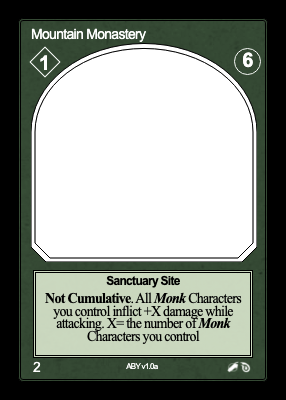 Mountain Monastery
1
6
Sanctuary Site
Not Cumulative. All Monk Characters
you control inflict +X damage while
attacking. X= the number of Monk
Characters you control
2
ABY v1.0a